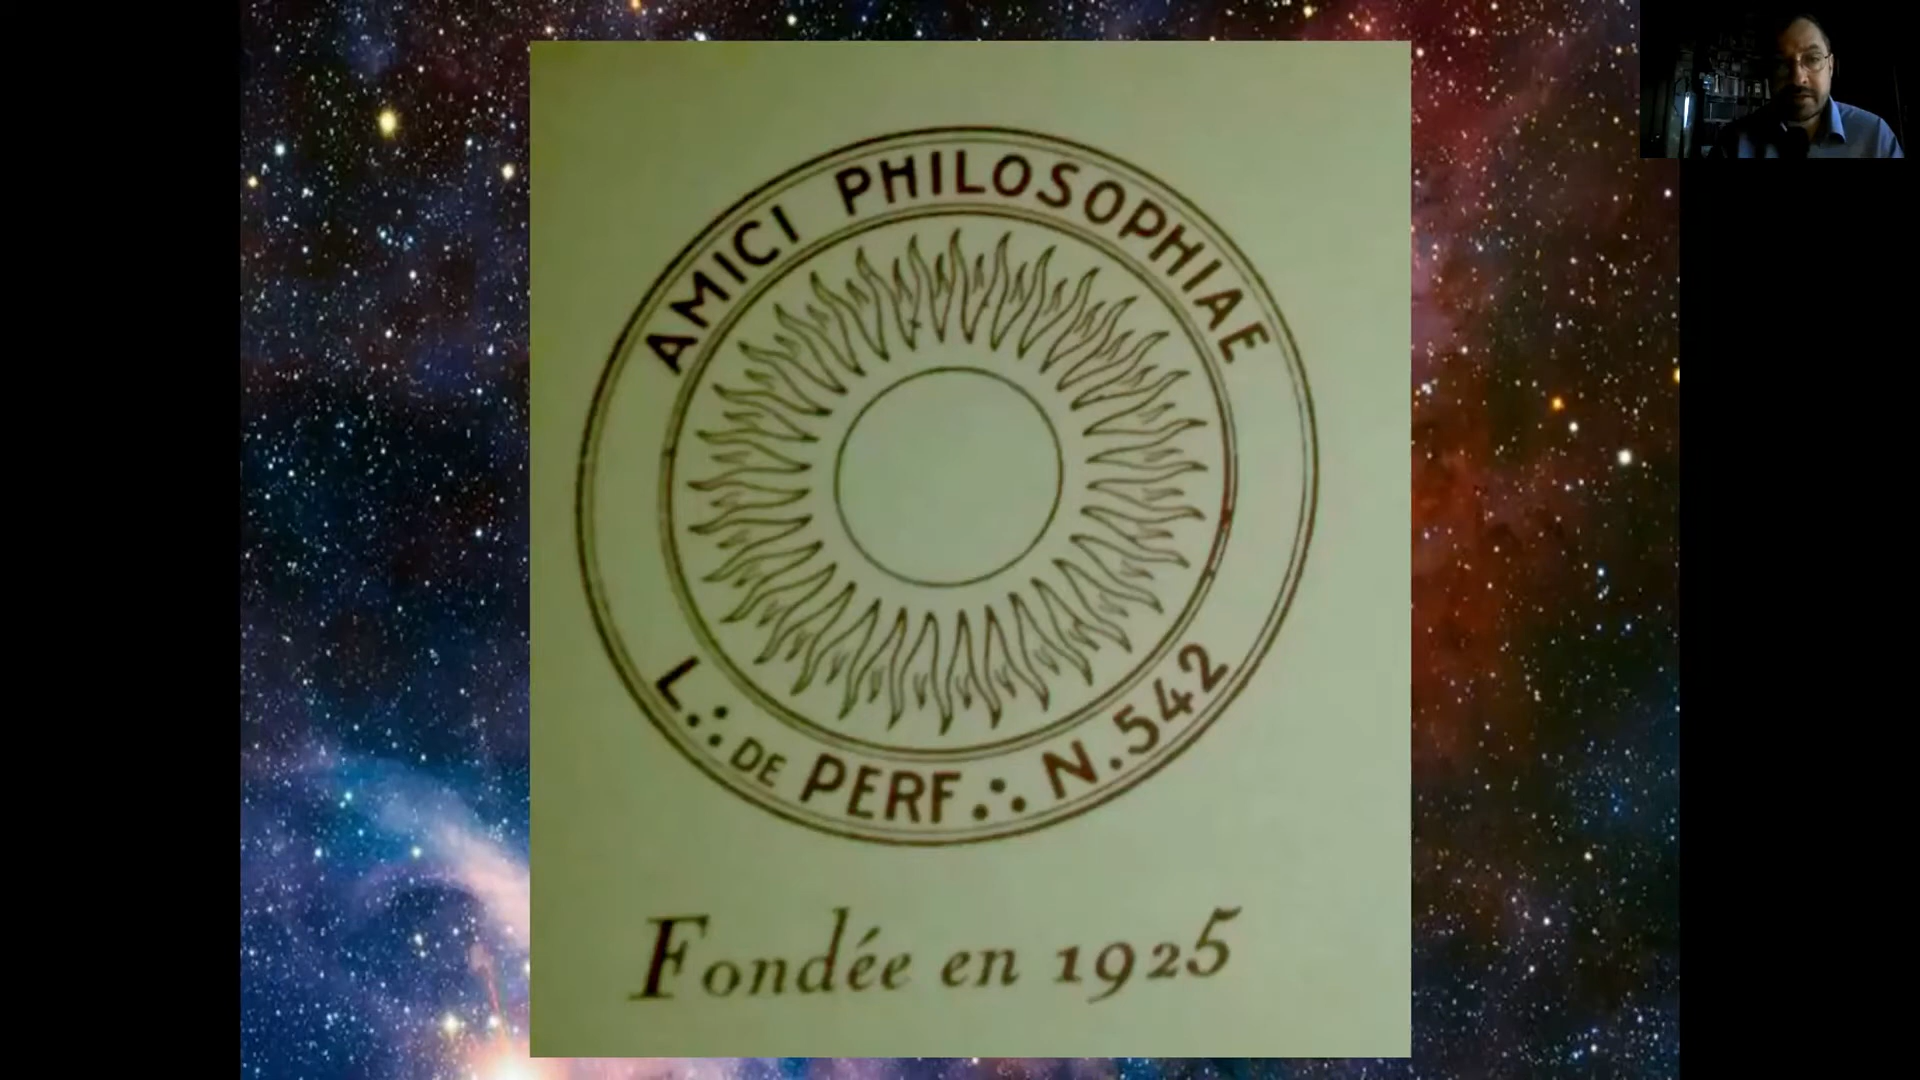 AMICI PHILOSOPHIAE
L∴ DE PERF∴ N.542
Fondée en 1925